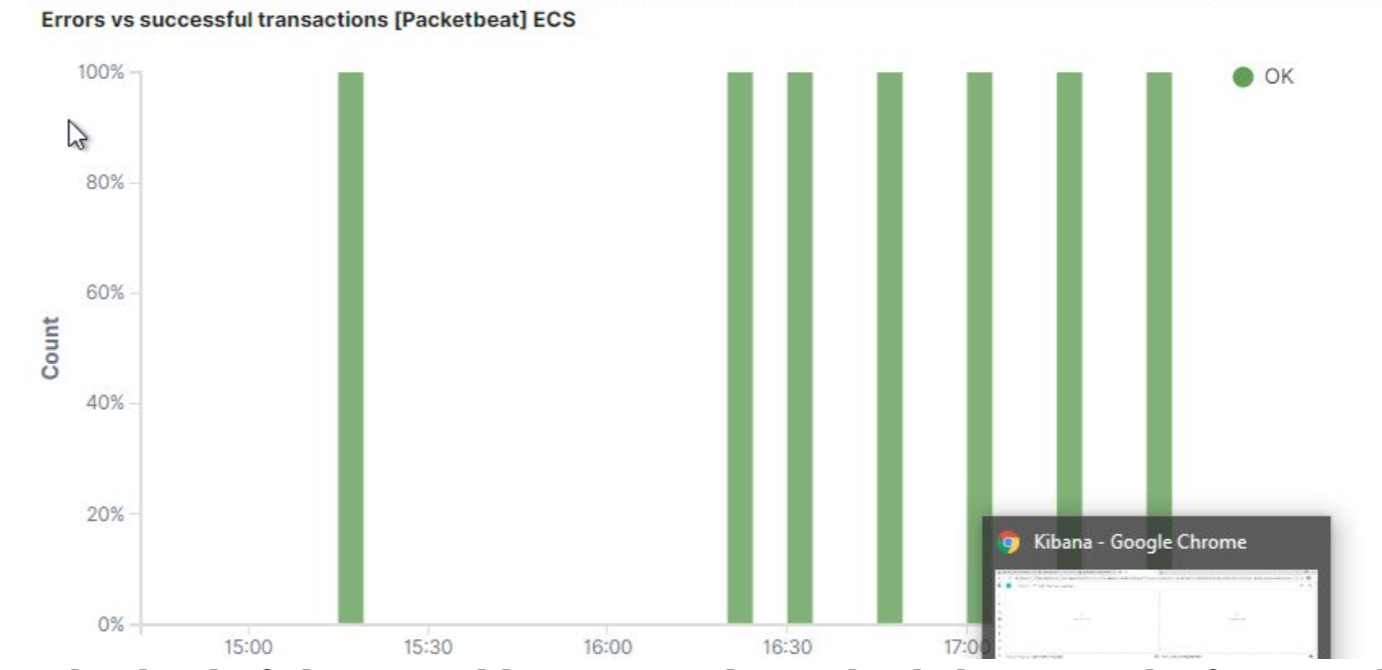 Errors vs successful transactions [Packetbeat] ECS
100%
OK
80%
60%
Count
40%
20%
Kibana - Google Chrome
0%
15:00 15:30 16:00 16:30 17:00